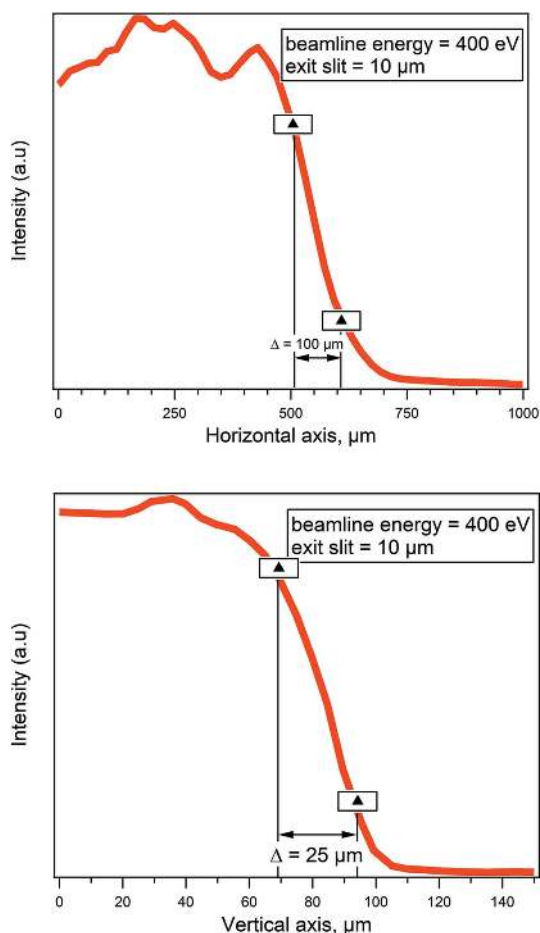 beamline energy = 400 eV
exit slit = 10 µm
Intensity (a.u)
Δ = 100 µm
0 250 500 750 1000
Horizontal axis, µm
beamline energy = 400 eV
exit slit = 10 µm
Intensity (a.u)
Δ = 25 µm
0 20 40 60 80 100 120 140
Vertical axis, µm